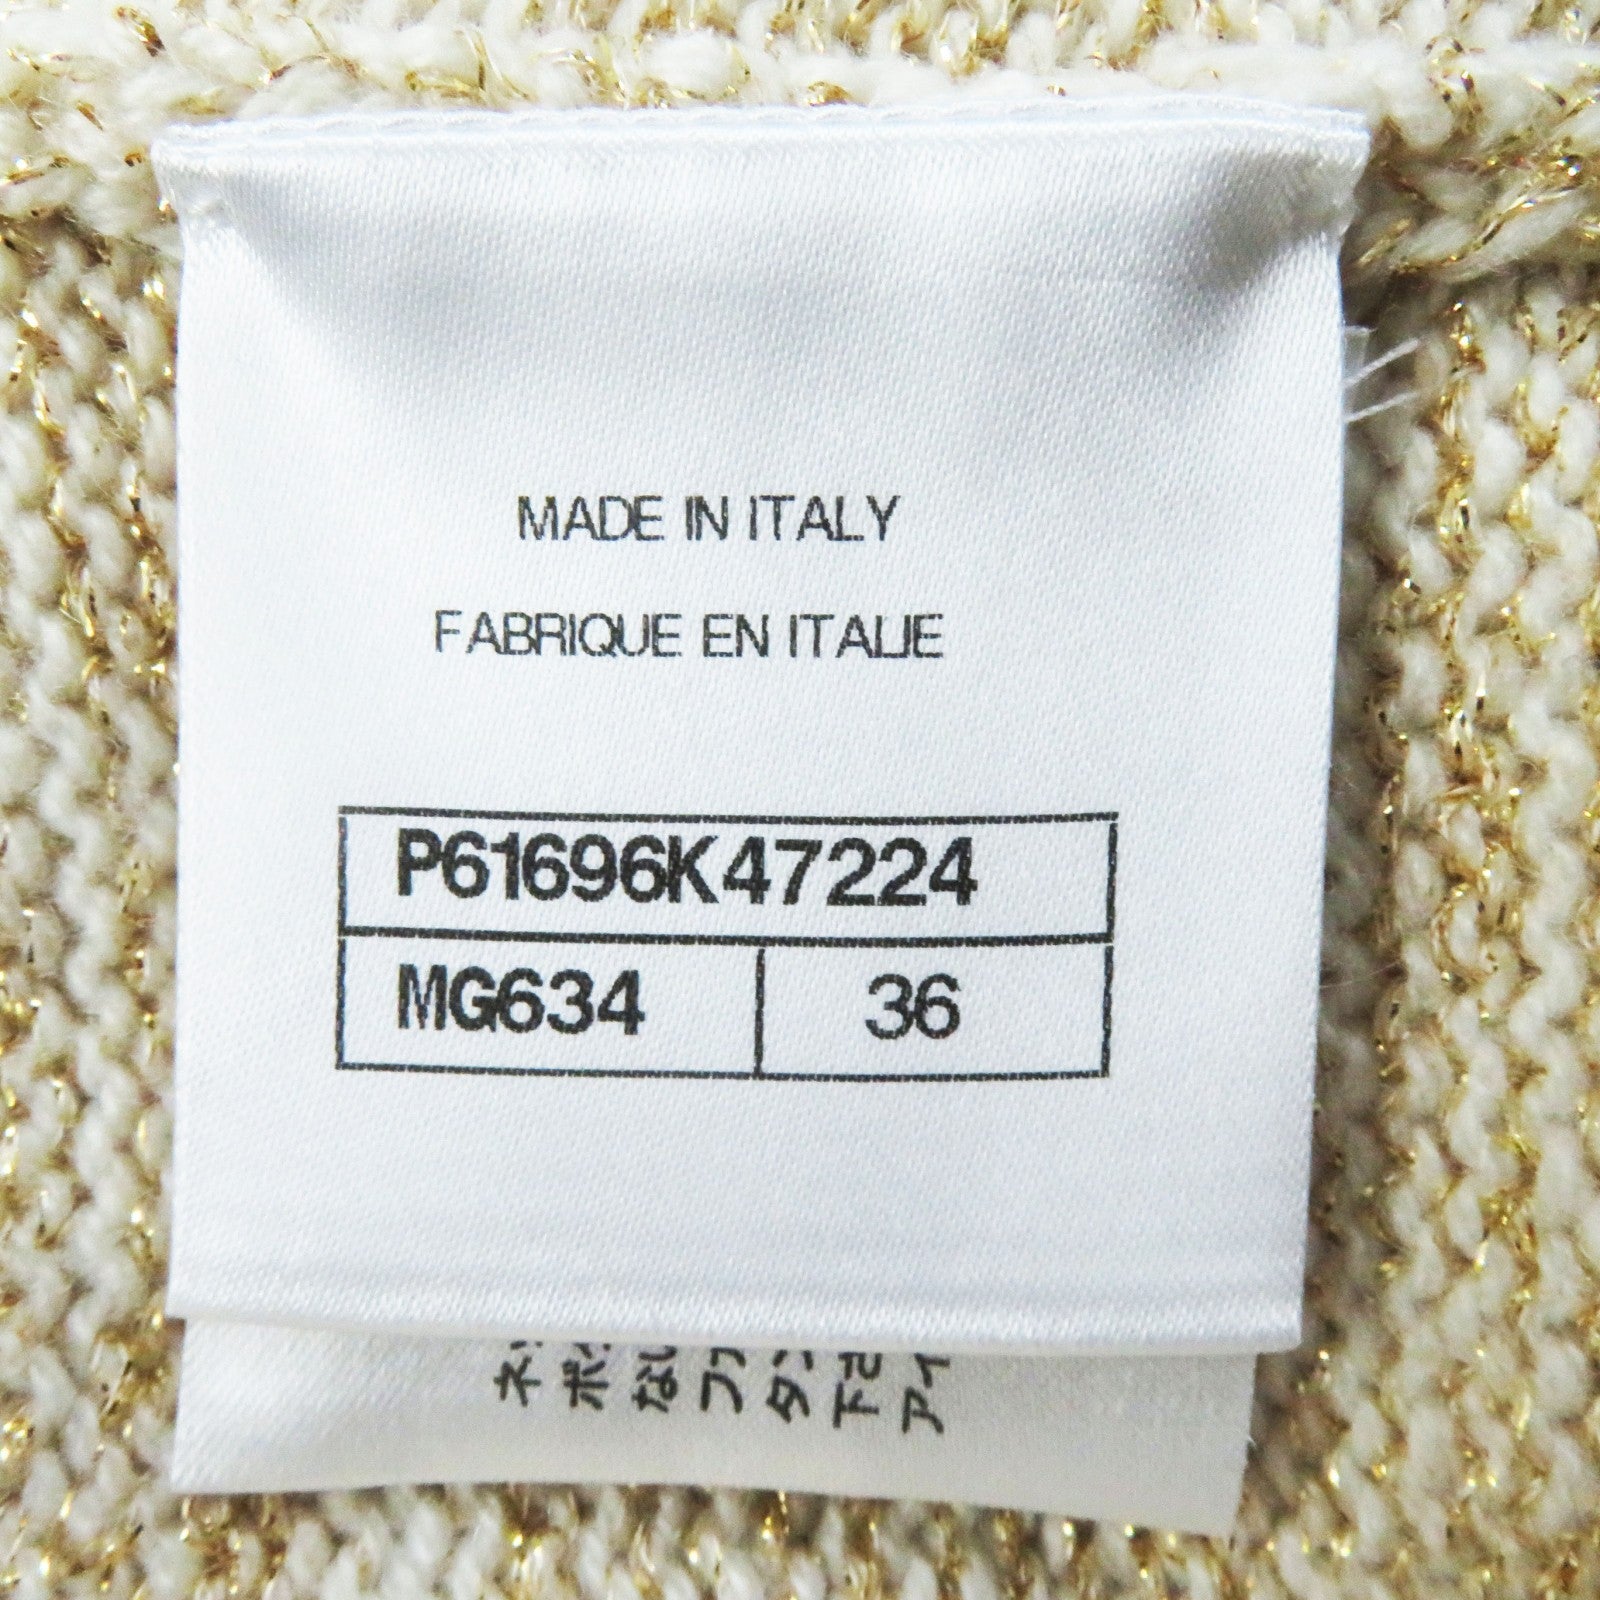 MADE IN ITALY
FABRIQUE EN ITALIE
P61696K47224
MG634 36